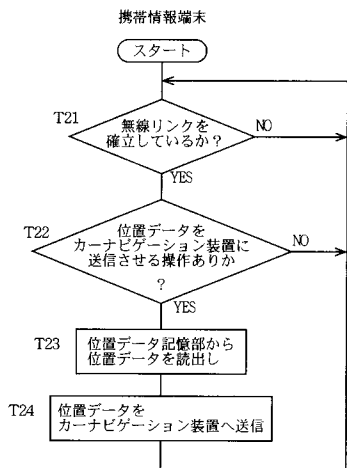 携帯情報端末
スタート
T21
無線リンクを
確立しているか？
NO
YES
T22
位置データを
カーナビゲーション装置に
送信させる操作ありか
？
NO
YES
T23
位置データ記憶部から
位置データを読出し
T24
位置データを
カーナビゲーション装置へ送信